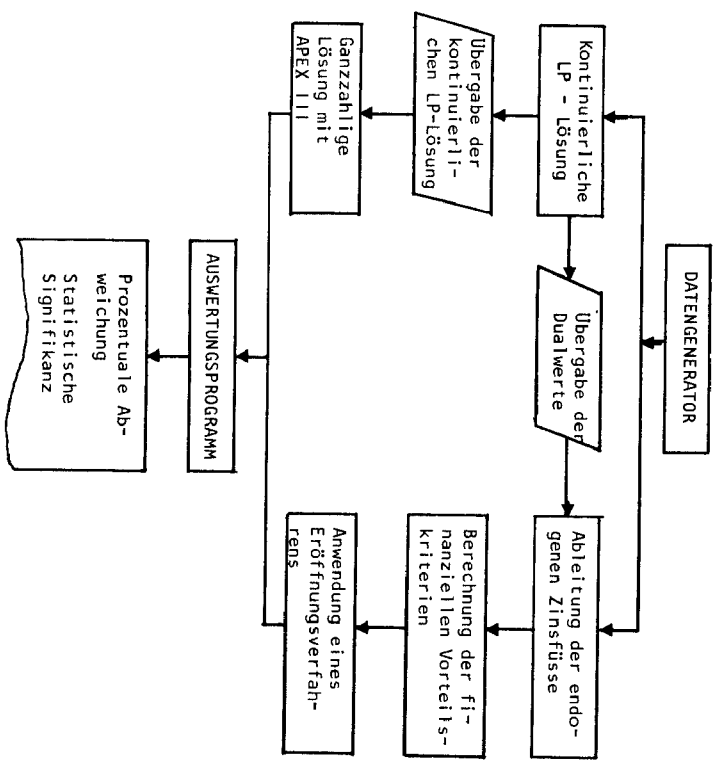 DATENGENERATOR
Kontinuierliche
LP - Lösung
Übergabe der
Dualwerte
Ableitung der endo-
genen Zinsfüsse
Übergabe der
kontinuierli-
chen LP-Lösung
Berechnung der fi-
nanziellen Vorteils-
kriterien
Ganzzahlige
Lösung mit
APEX III
Anwendung eines
Eröffnungsverfah-
rens
AUSWERTUNGSPROGRAMM
Prozentuale Ab-
weichung
Statistische
Signifikanz